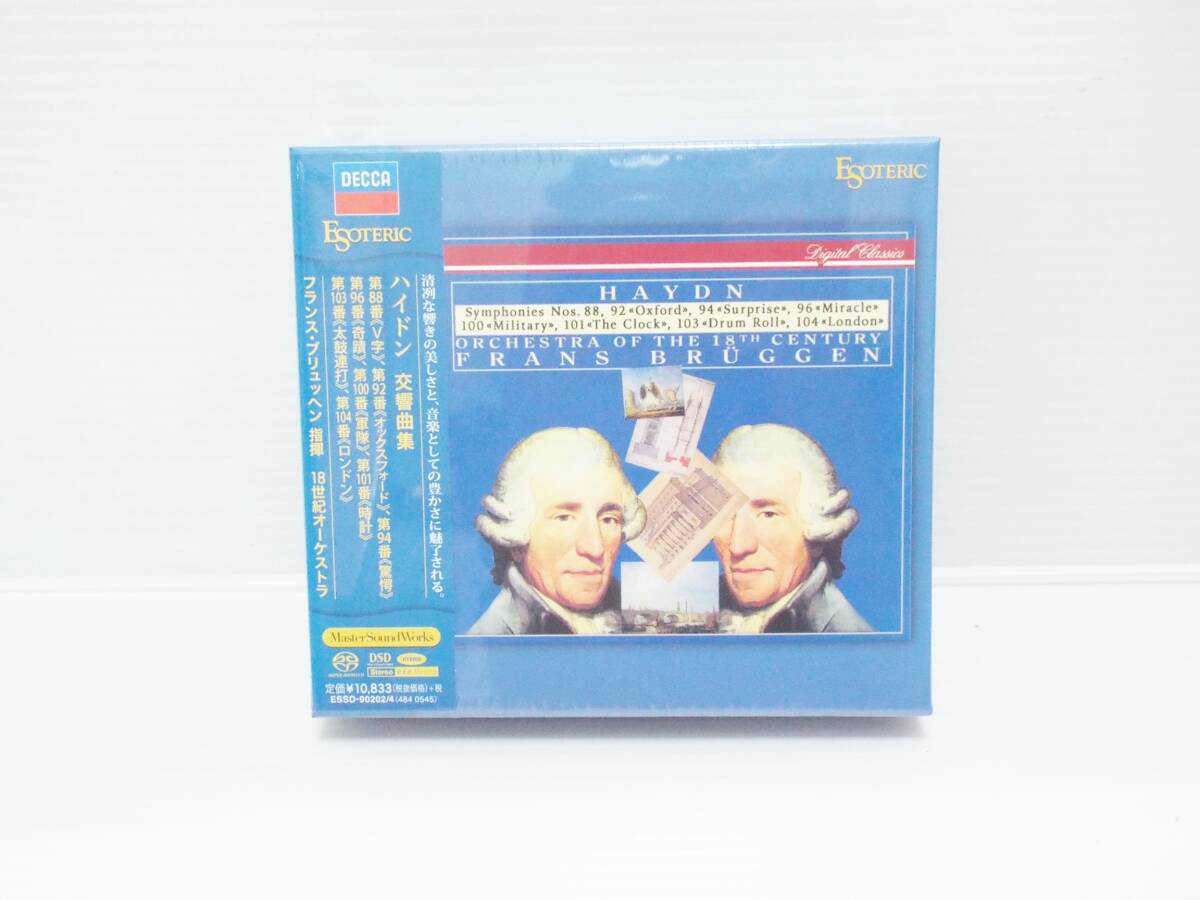 DECCA
ESOTERIC
清冽な響きの美しさと、音楽としての豊かさに魅了される。
ハイドン 交響曲集
第88番《V字》、第92番《オックスフォード》、第94番《驚愕》
第96番《奇蹟》、第100番《軍隊》、第101番《時計》
第103番《太鼓連打》、第104番《ロンドン》
フランス・ブリュッヘン 指揮 18世紀オーケストラ
MasterSoundWorks
DSD
HYBRID
Stereo
定価¥10,833(税抜価格)+税
ESSD-90202/4(484 0545)
ESOTERIC
Digital Classics
HAYDN
Symphonies Nos. 88, 92«Oxford», 94«Surprise», 96«Miracle»
100«Military», 101«The Clock», 103«Drum Roll», 104«London»
ORCHESTRA OF THE 18TH CENTURY
FRANS BRÜGGEN